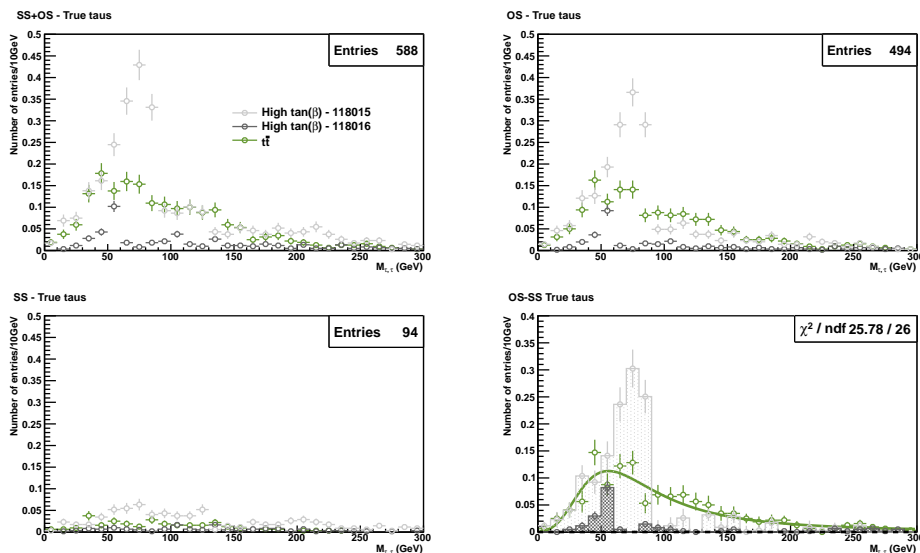 SS+OS - True taus
Number of entries/10GeV
0.5
0.45
0.4
0.35
0.3
0.25
0.2
0.15
0.1
0.05
0
Entries 588
High tan(β) - 118015
High tan(β) - 118016
tt̄
0 50 100 150 200 250 300
M τ, τ (GeV)
OS - True taus
Number of entries/10GeV
0.5
0.45
0.4
0.35
0.3
0.25
0.2
0.15
0.1
0.05
0
Entries 494
0 50 100 150 200 250 300
M τ, τ (GeV)
SS - True taus
Number of entries/10GeV
0.5
0.45
0.4
0.35
0.3
0.25
0.2
0.15
0.1
0.05
0
Entries 94
0 50 100 150 200 250 300
M τ, τ (GeV)
OS-SS True taus
Number of entries/10GeV
0.4
0.35
0.3
0.25
0.2
0.15
0.1
0.05
0
χ² / ndf 25.78 / 26
0 50 100 150 200 250 300
M τ, τ (GeV)